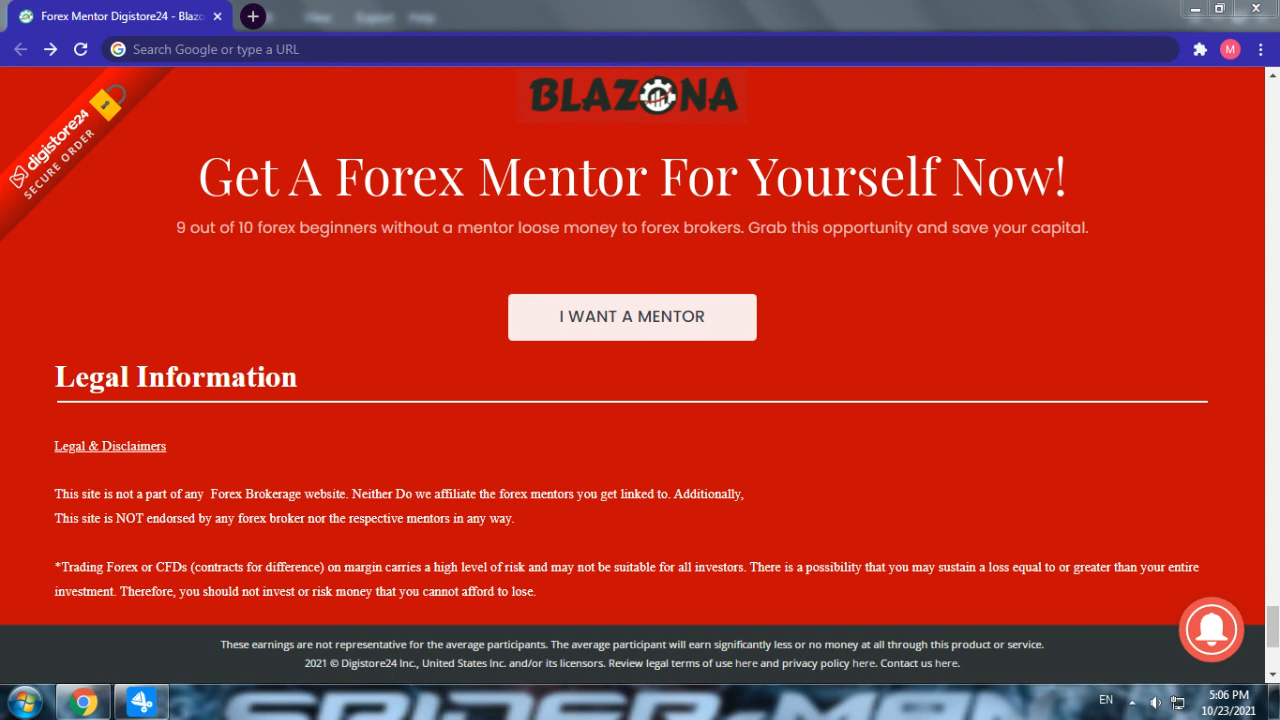 Forex Mentor Digistore24 - Blazo
View Export Help
Search Google or type a URL
M
digistore24
SECURE ORDER
BLAZONA
Get A Forex Mentor For Yourself Now!
9 out of 10 forex beginners without a mentor loose money to forex brokers. Grab this opportunity and save your capital.
I WANT A MENTOR
Legal Information
Legal & Disclaimers
This site is not a part of any Forex Brokerage website. Neither Do we affiliate the forex mentors you get linked to. Additionally,
This site is NOT endorsed by any forex broker nor the respective mentors in any way.
*Trading Forex or CFDs (contracts for difference) on margin carries a high level of risk and may not be suitable for all investors. There is a possibility that you may sustain a loss equal to or greater than your entire
investment. Therefore, you should not invest or risk money that you cannot afford to lose.
These earnings are not representative for the average participants. The average participant will earn significantly less or no money at all through this product or service.
2021 © Digistore24 Inc., United States Inc. and/or its licensors. Review legal terms of use here and privacy policy here. Contact us here.
SPIDER-MAN
EN
5:06 PM
10/23/2021